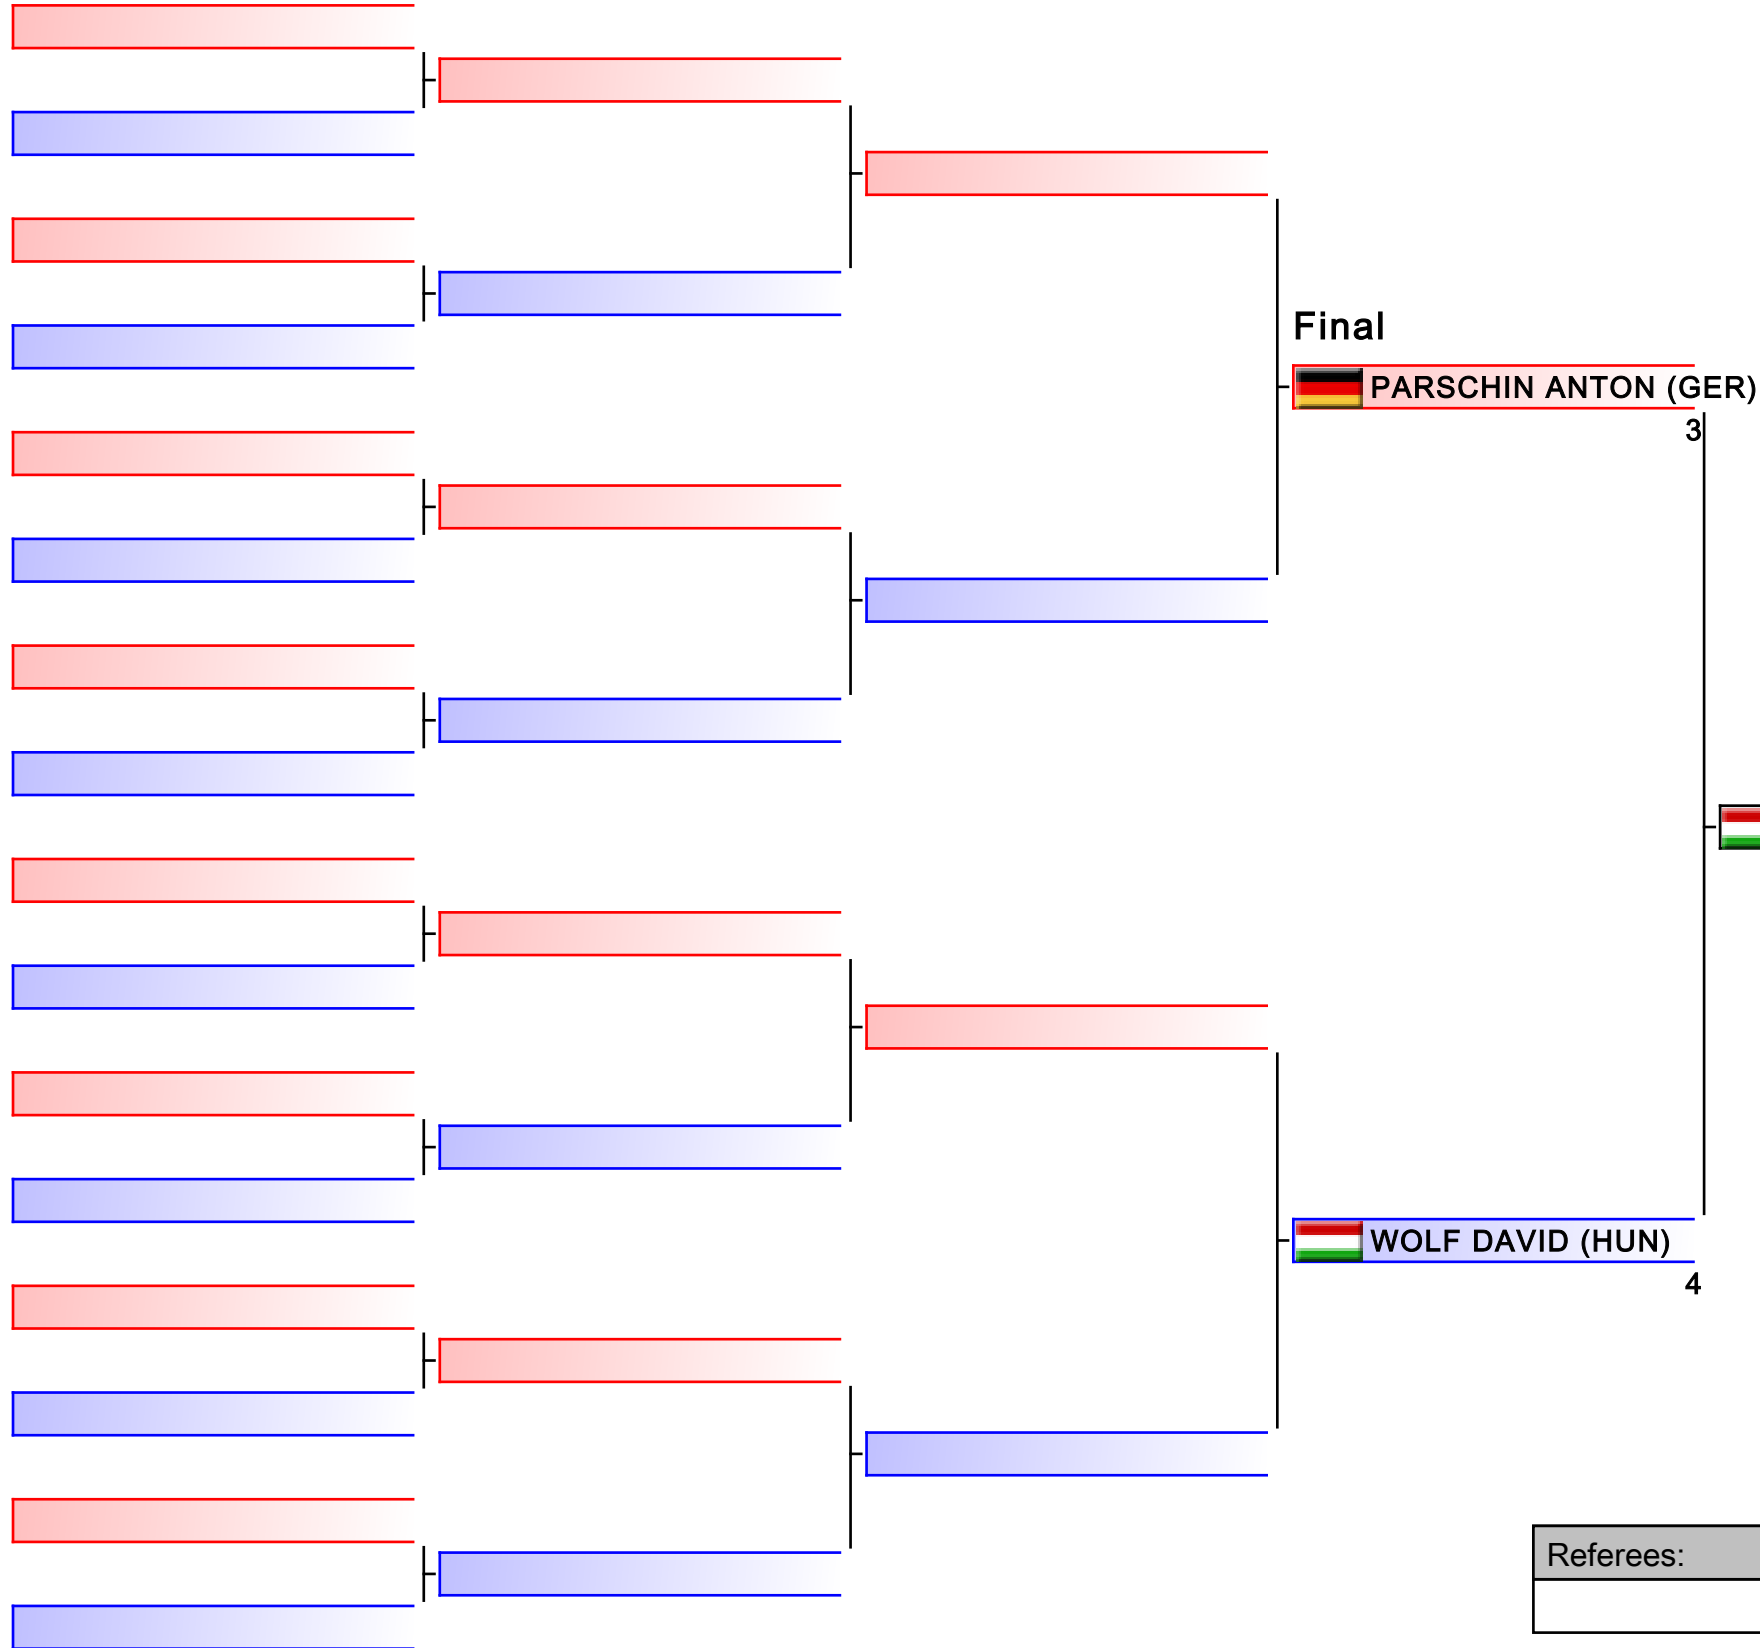 Final
PARSCHIN ANTON (GER)
3
WOLF DAVID (HUN)
4
Referees: